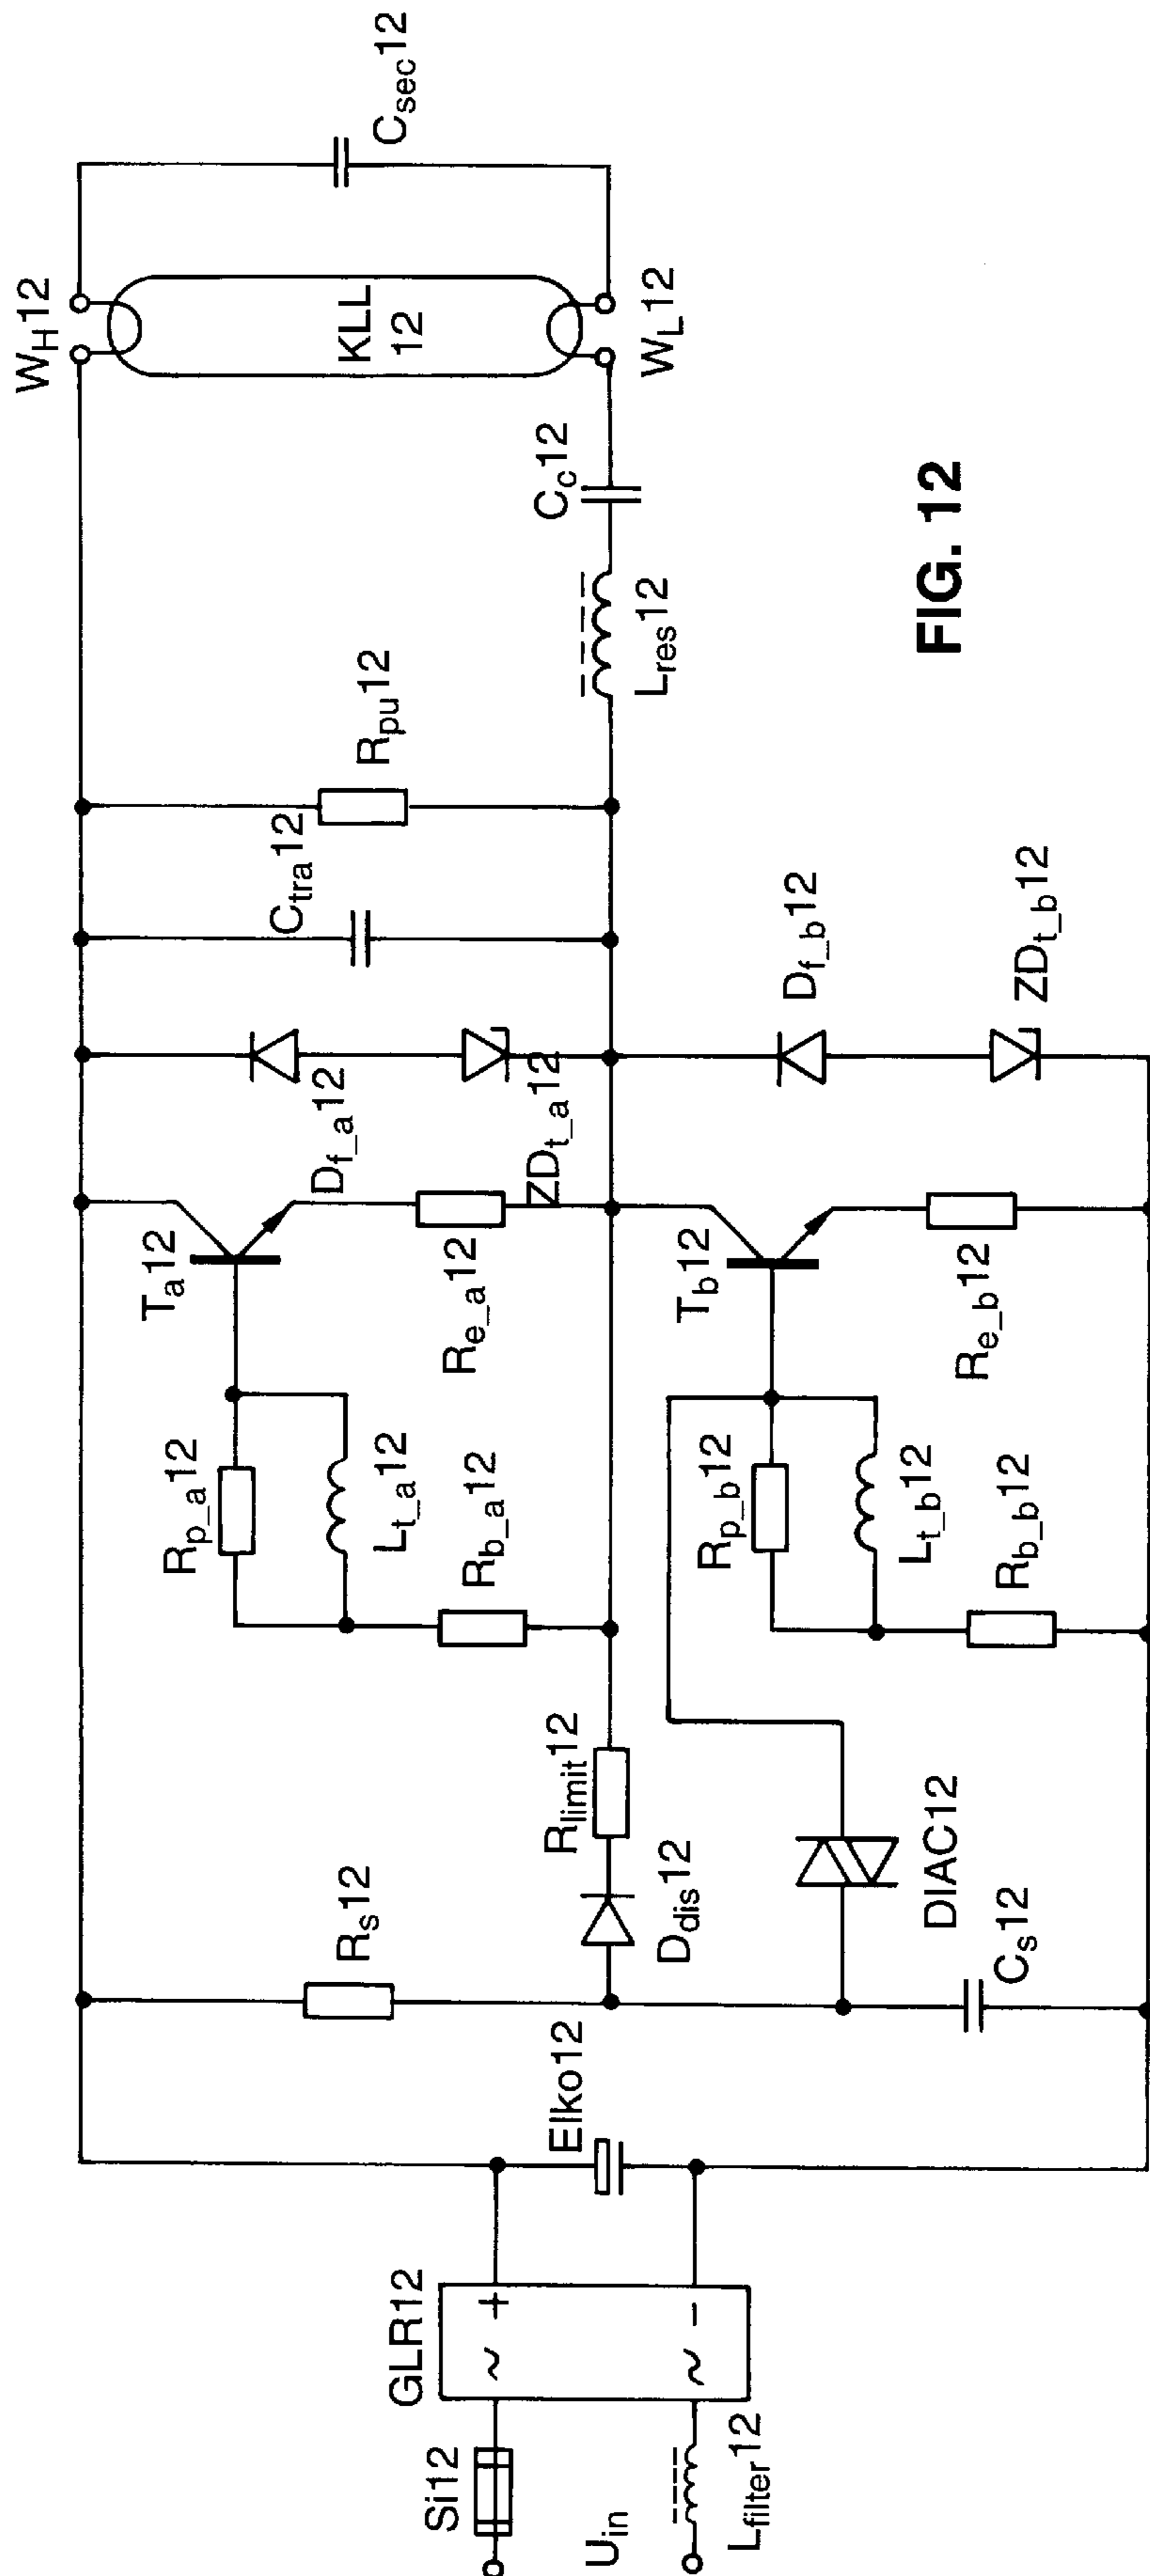 Si12
U_in
L_filter12
GLR12
~ +
~ −
Elko12
R_s12
D_dis12
R_limit12
DIAC12
C_s12
R_p_a12
L_t_a12
R_b_a12
T_a12
R_e_a12
D_f_a12
ZD_t_a12
R_p_b12
L_t_b12
R_b_b12
T_b12
R_e_b12
D_f_b12
ZD_t_b12
C_tra12
R_pu12
L_res12
C_c12
W_H12
KLL
12
W_L12
C_sec12
FIG. 12